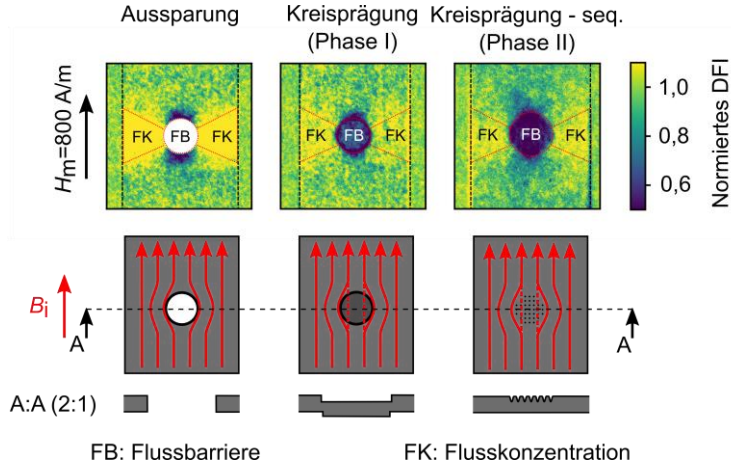 Aussparung
Kreisprägung
(Phase I)
Kreisprägung - seq.
(Phase II)
Hm=800 A/m
FK FB FK
FK FB FK
FK FB FK
1,0
0,8
0,6
Normiertes DFI
Bi
A
A
A:A (2:1)
FB: Flussbarriere
FK: Flusskonzentration